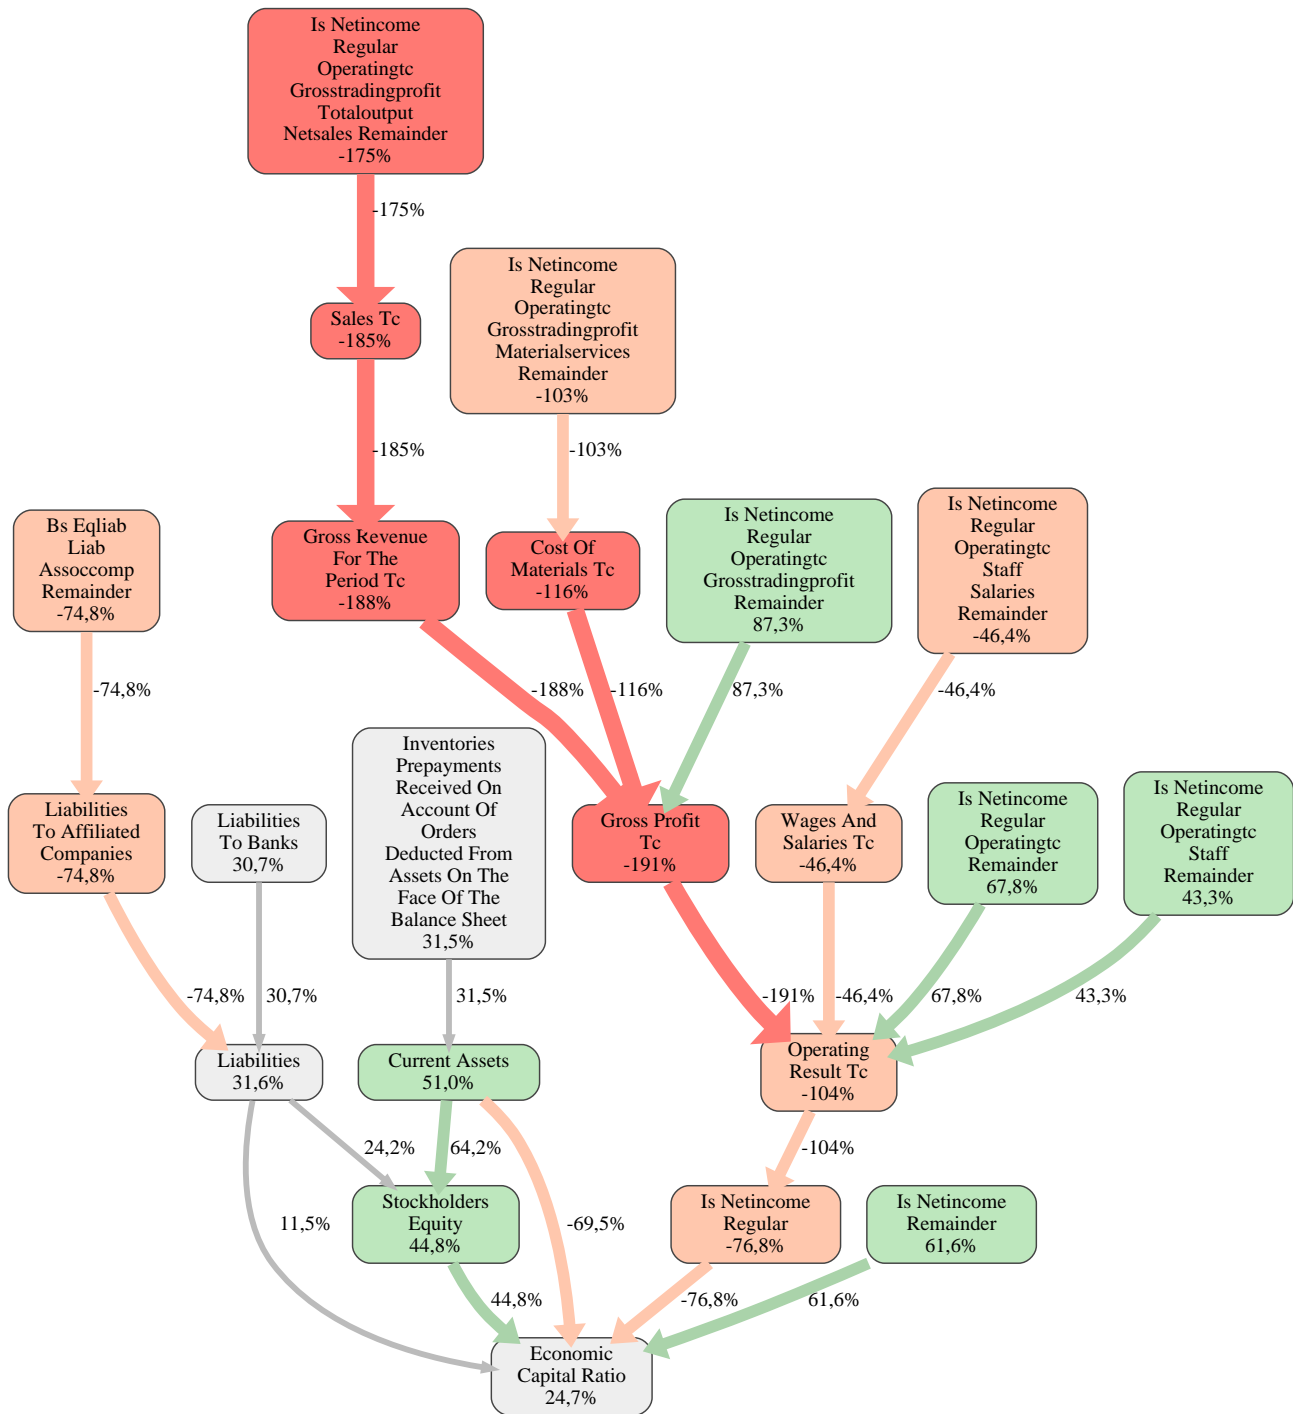 Is Netincome
Regular
Operatingtc
Grosstradingprofit
Totaloutput
Netsales Remainder
-175%
-175%
Is Netincome
Regular
Operatingtc
Grosstradingprofit
Materialservices
Remainder
-103%
Sales Tc
-185%
-185%
-103%
Bs Eqliab
Liab
Assoccomp
Remainder
-74,8%
Gross Revenue
For The
Period Tc
-188%
Cost Of
Materials Tc
-116%
Is Netincome
Regular
Operatingtc
Grosstradingprofit
Remainder
87,3%
Is Netincome
Regular
Operatingtc
Staff
Salaries
Remainder
-46,4%
-74,8%
-188%
-116%
87,3%
-46,4%
Liabilities
To Affiliated
Companies
-74,8%
Liabilities
To Banks
30,7%
Inventories
Prepayments
Received On
Account Of
Orders
Deducted From
Assets On The
Face Of The
Balance Sheet
31,5%
Gross Profit
Tc
-191%
Wages And
Salaries Tc
-46,4%
Is Netincome
Regular
Operatingtc
Remainder
67,8%
Is Netincome
Regular
Operatingtc
Staff
Remainder
43,3%
-74,8%
30,7%
31,5%
-191%
-46,4%
67,8%
43,3%
Liabilities
31,6%
Current Assets
51,0%
Operating
Result Tc
-104%
24,2%
64,2%
-104%
11,5%
Stockholders
Equity
44,8%
-69,5%
Is Netincome
Regular
-76,8%
Is Netincome
Remainder
61,6%
44,8%
-76,8%
61,6%
Economic
Capital Ratio
24,7%